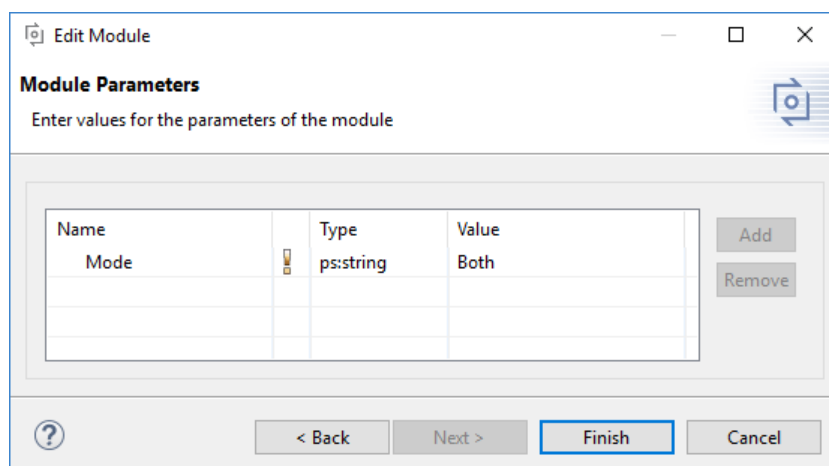 Edit Module
Module Parameters
Enter values for the parameters of the module
Name Type Value
Mode ps:string Both
Add
Remove
< Back Next > Finish Cancel